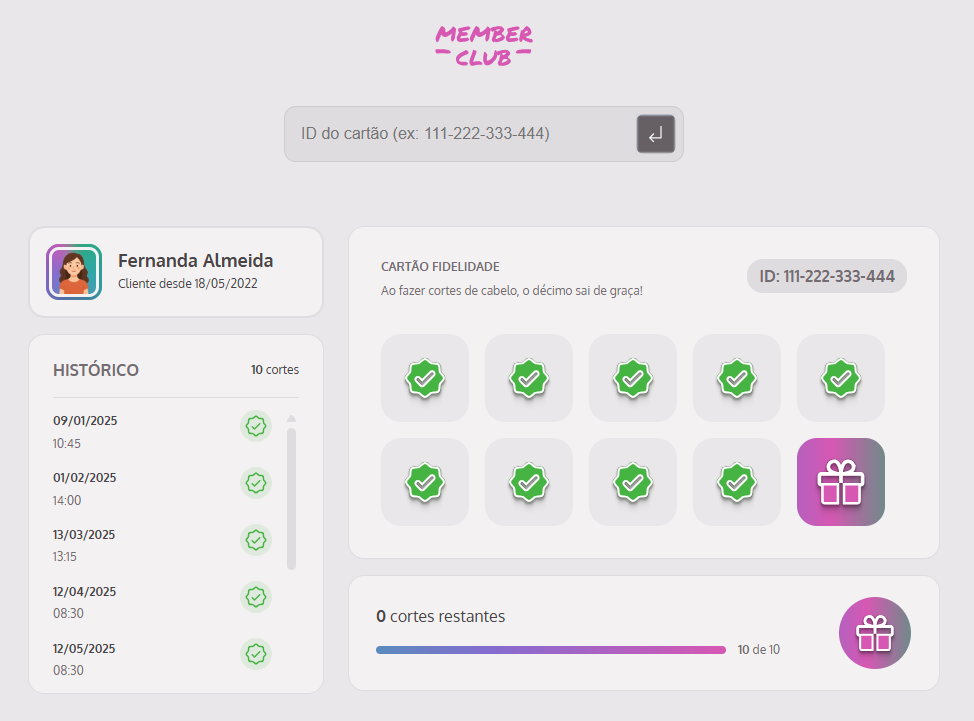 MEMBER
CLUB
ID do cartão (ex: 111-222-333-444)
Fernanda Almeida
Cliente desde 18/05/2022
HISTÓRICO
10 cortes
09/01/2025
10:45
01/02/2025
14:00
13/03/2025
13:15
12/04/2025
08:30
12/05/2025
08:30
CARTÃO FIDELIDADE
Ao fazer cortes de cabelo, o décimo sai de graça!
ID: 111-222-333-444
0 cortes restantes
10 de 10